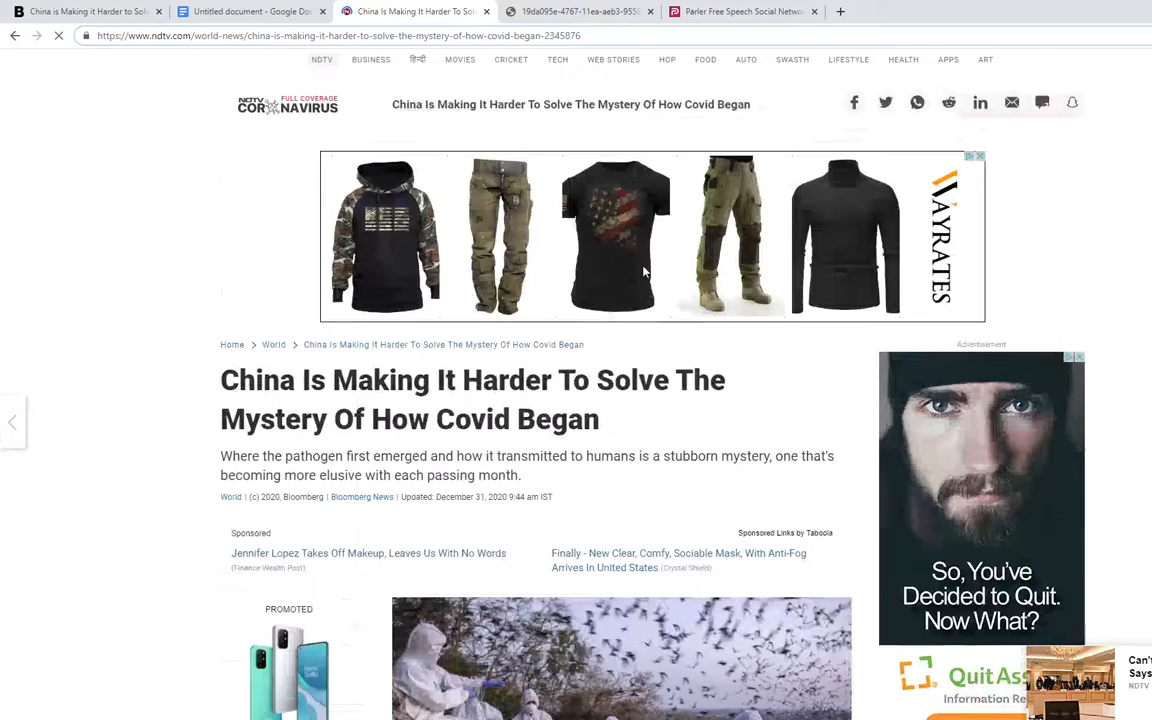 China is Making it Harder to Sol
Untitled document - Google Do
China Is Making It Harder To Sol
19da095e-4767-11ea-aeb3-955
Parler Free Speech Social Netwo
https://www.ndtv.com/world-news/china-is-making-it-harder-to-solve-the-mystery-of-how-covid-began-2345876
NDTV BUSINESS हिन्दी MOVIES CRICKET TECH WEB STORIES HOP FOOD AUTO SWASTH LIFESTYLE HEALTH APPS ART
NDTV FULL COVERAGE
CORONAVIRUS
China Is Making It Harder To Solve The Mystery Of How Covid Began
WAYRATES
Home > World > China Is Making It Harder To Solve The Mystery Of How Covid Began
Advertisement
China Is Making It Harder To Solve The
Mystery Of How Covid Began
Where the pathogen first emerged and how it transmitted to humans is a stubborn mystery, one that's
becoming more elusive with each passing month.
World | (c) 2020, Bloomberg | Bloomberg News | Updated: December 31, 2020 9:44 am IST
Sponsored
Sponsored Links by Taboola
Jennifer Lopez Takes Off Makeup, Leaves Us With No Words
(Finance Wealth Post)
Finally - New Clear, Comfy, Sociable Mask, With Anti-Fog
Arrives In United States (Crystal Shield)
PROMOTED
So, You've
Decided to Quit.
Now What?
Quit Ass
Information Re
Can't
Says
NDTV